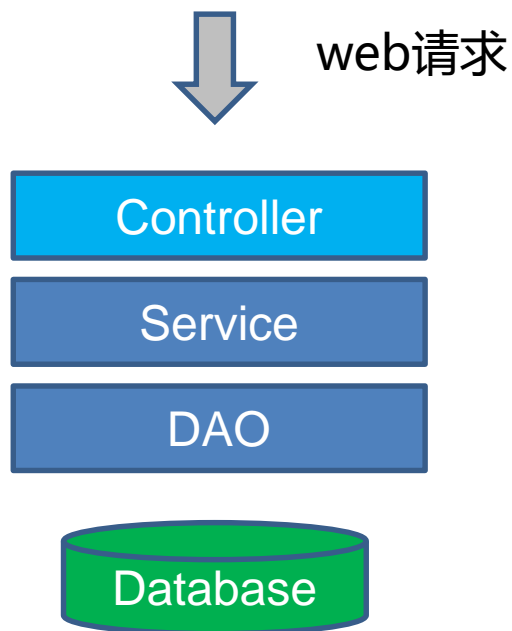 web请求
Controller
Service
DAO
Database